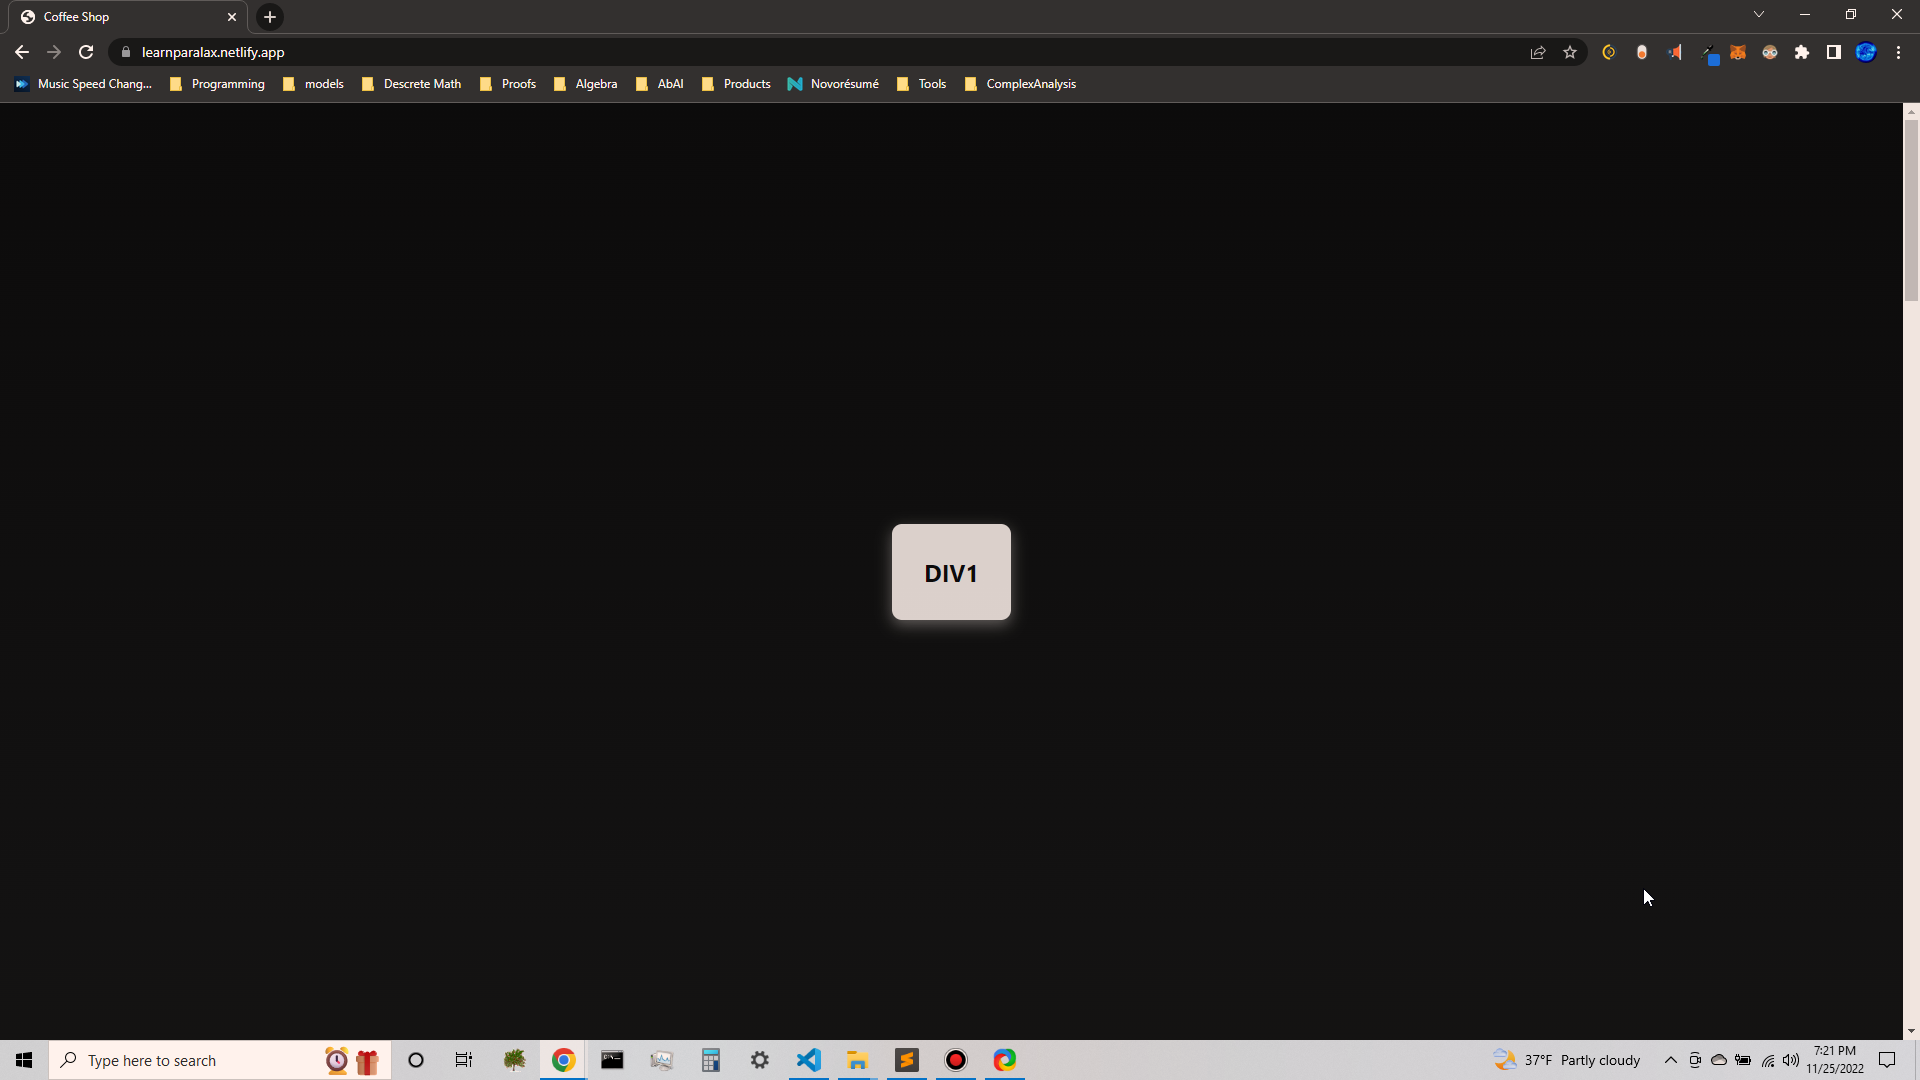 Coffee Shop
learnparalax.netlify.app
Music Speed Chang... Programming models Descrete Math Proofs Algebra AbAl Products Novorésumé Tools ComplexAnalysis
DIV1
Type here to search 37°F Partly cloudy 7:21 PM
11/25/2022